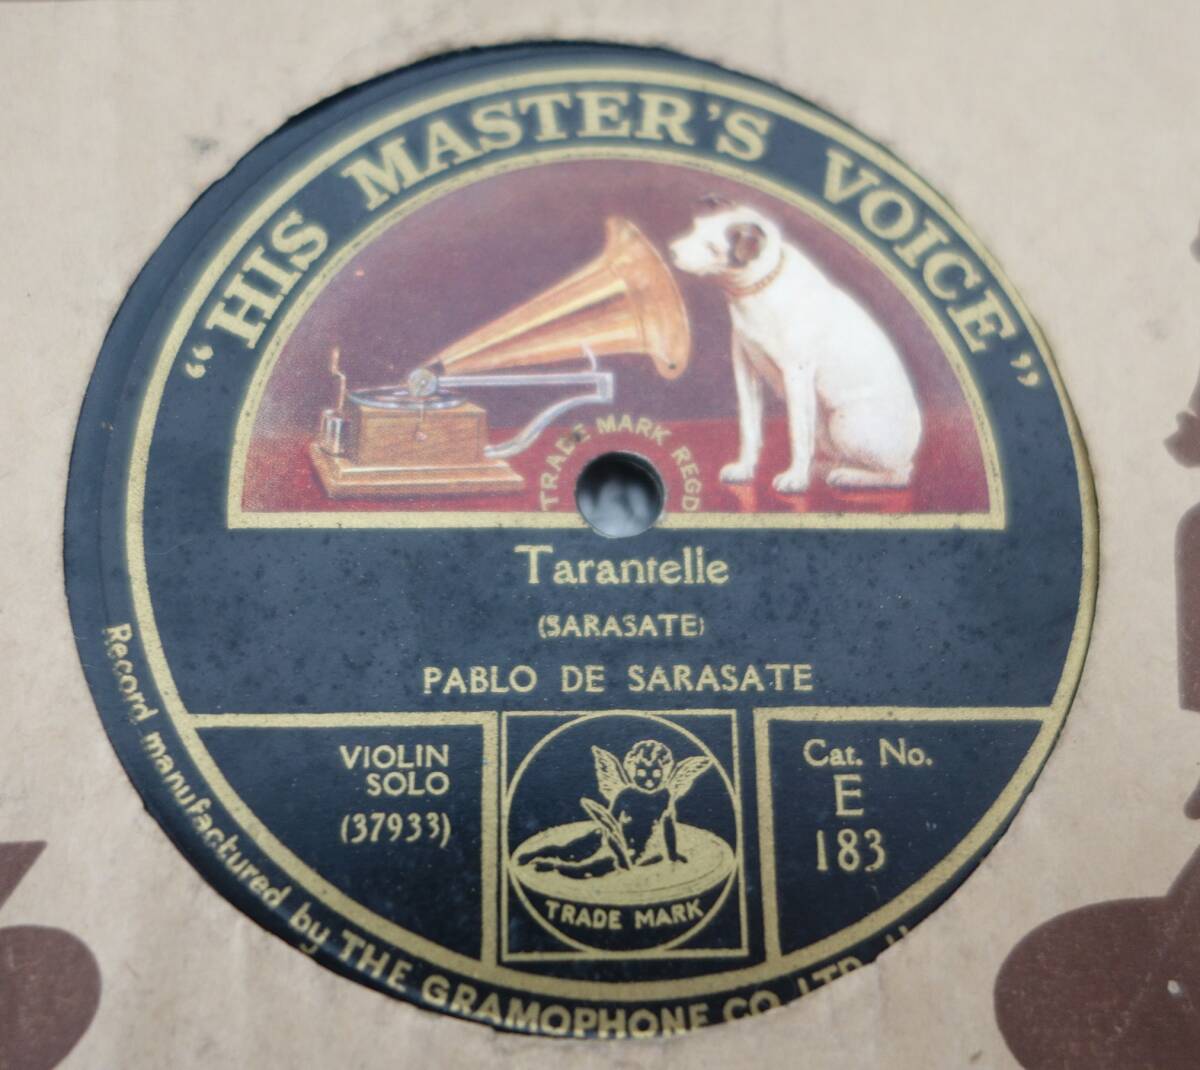 "HIS MASTER'S VOICE"
TRADE MARK REGD
Tarantelle
(SARASATE)
PABLO DE SARASATE
VIOLIN
SOLO
(37933)
TRADE MARK
Cat. No.
E
183
Record manufactured by THE GRAMOPHONE CO. LTD.